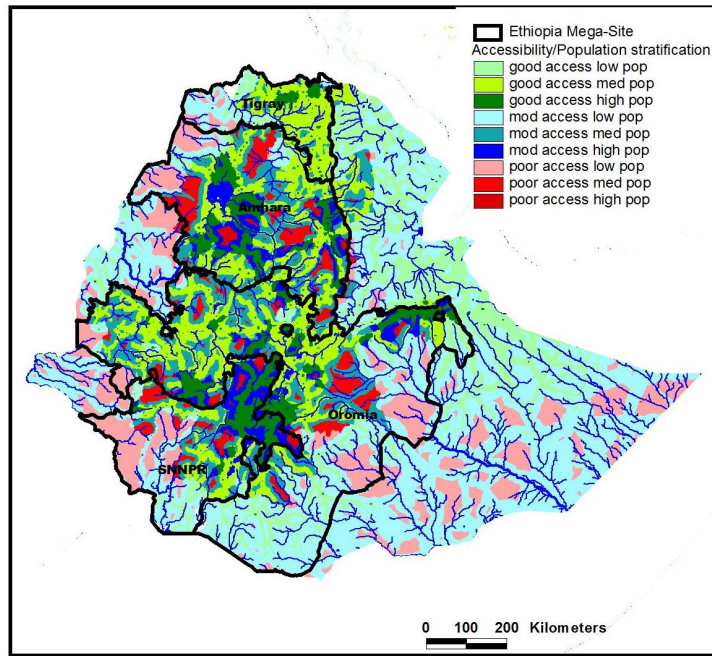 Ethiopia Mega-Site
Accessibility/Population stratification
good access low pop
good access med pop
good access high pop
mod access low pop
mod access med pop
mod access high pop
poor access low pop
poor access med pop
poor access high pop
Tigray
Amhara
Oromia
SNNPR
0 100 200 Kilometers